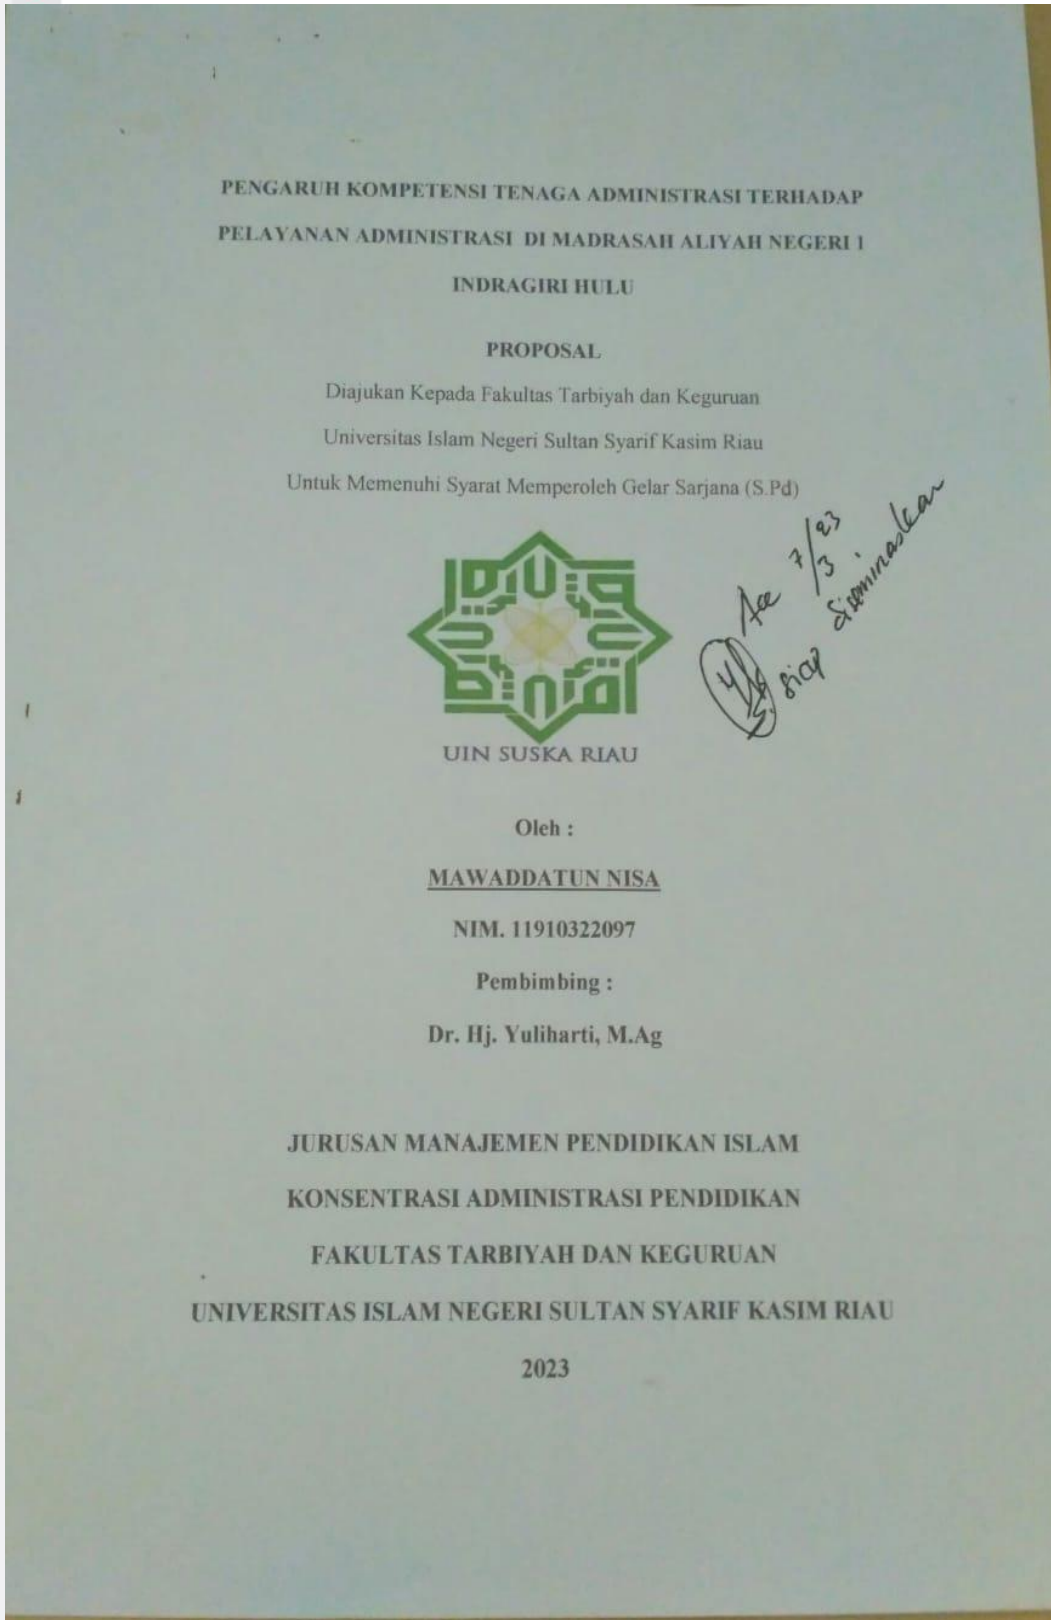 PENGARUH KOMPETENSI TENAGA ADMINISTRASI TERHADAP
PELAYANAN ADMINISTRASI DI MADRASAH ALIYAH NEGERI 1
INDRAGIRI HULU
PROPOSAL
Diajukan Kepada Fakultas Tarbiyah dan Keguruan
Universitas Islam Negeri Sultan Syarif Kasim Riau
Untuk Memenuhi Syarat Memperoleh Gelar Sarjana (S.Pd)
Acc 7/3/23
siap diseminarkan
UIN SUSKA RIAU
Oleh :
MAWADDATUN NISA
NIM. 11910322097
Pembimbing :
Dr. Hj. Yuliharti, M.Ag
JURUSAN MANAJEMEN PENDIDIKAN ISLAM
KONSENTRASI ADMINISTRASI PENDIDIKAN
FAKULTAS TARBIYAH DAN KEGURUAN
UNIVERSITAS ISLAM NEGERI SULTAN SYARIF KASIM RIAU
2023